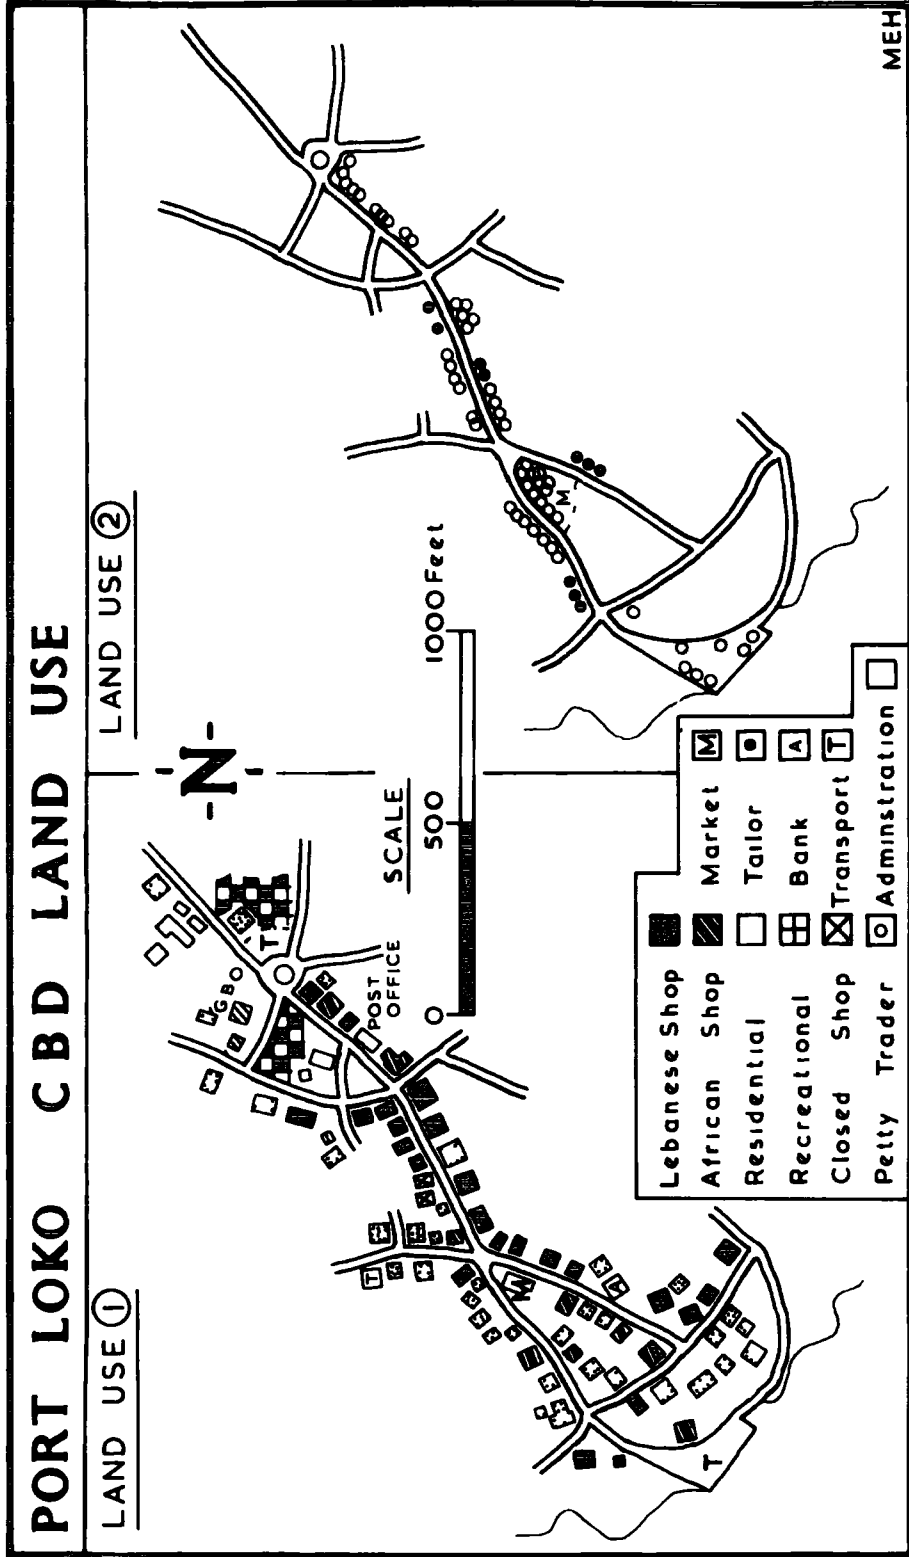 PORT LOKO CBD LAND USE
LAND USE ①
LAND USE ②
N
SCALE
0 500 1000 Feet
GB
T
POST
OFFICE
T
M
A
T
M
Lebanese Shop
African Shop
Market M
Residential
Tailor
Recreational
Bank A
Closed Shop
Transport T
Petty Trader
Adminstration
MEH